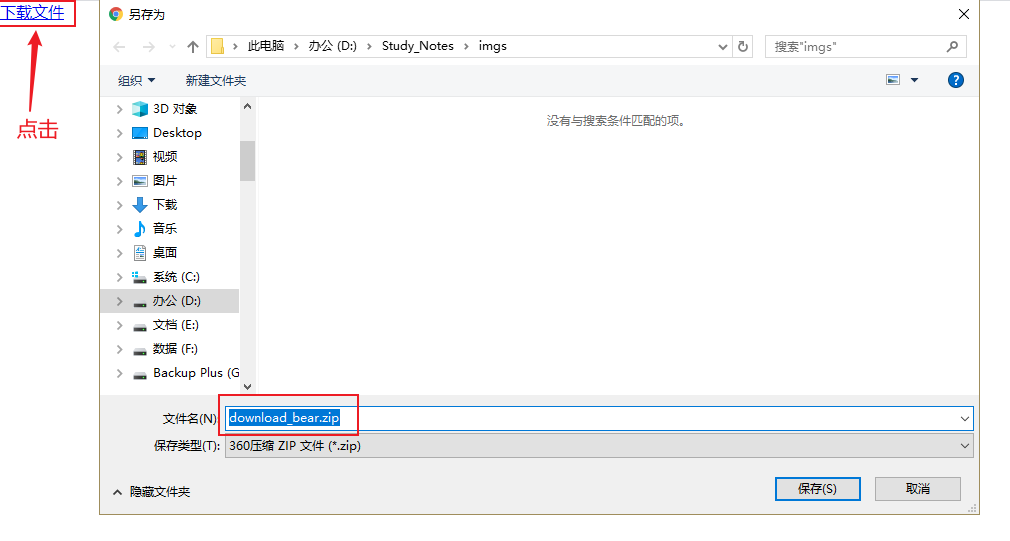 下载文件
点击
另存为
此电脑 办公 (D:) Study_Notes imgs
搜索"imgs"
组织 新建文件夹
没有与搜索条件匹配的项。
3D 对象
Desktop
视频
图片
下载
音乐
桌面
系统 (C:)
办公 (D:)
文档 (E:)
数据 (F:)
Backup Plus (G
文件名(N): download_bear.zip
保存类型(T): 360压缩 ZIP 文件 (*.zip)
隐藏文件夹
保存(S) 取消